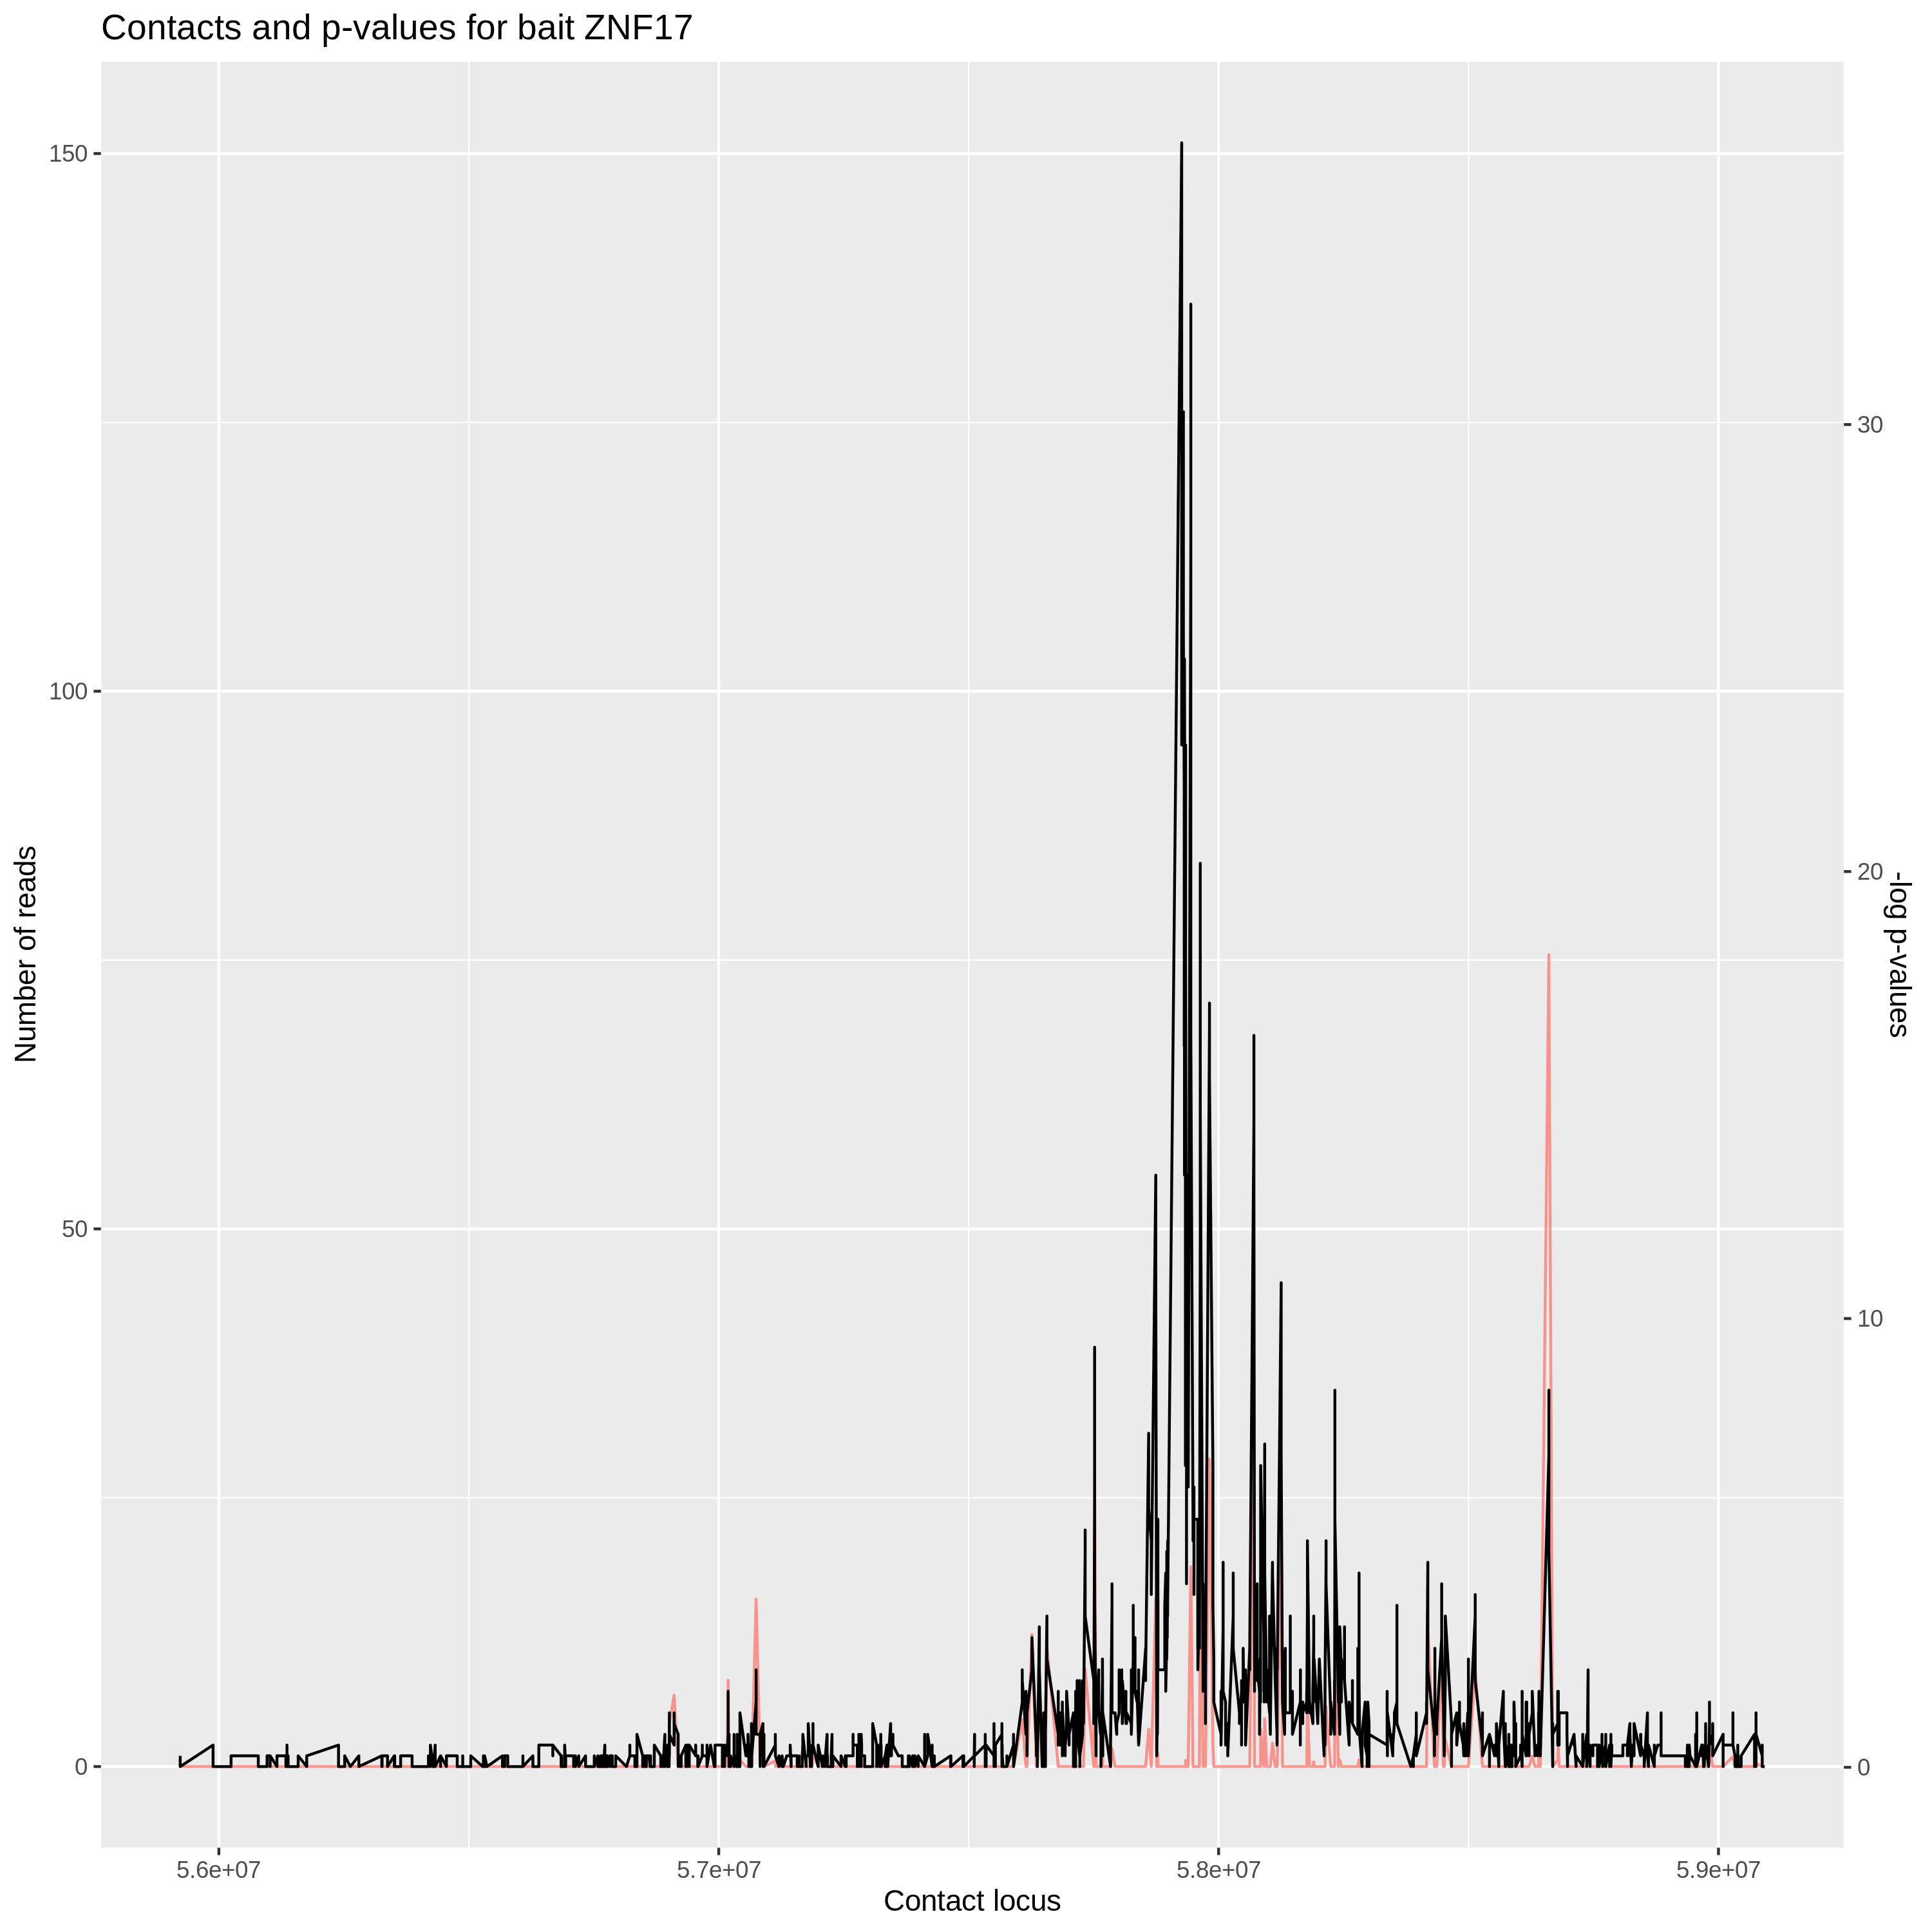 Contacts and p-values for bait ZNF17
150
100
50
0
Number of reads
30
20
10
0
-log p-values
5.6e+07
5.7e+07
5.8e+07
5.9e+07
Contact locus